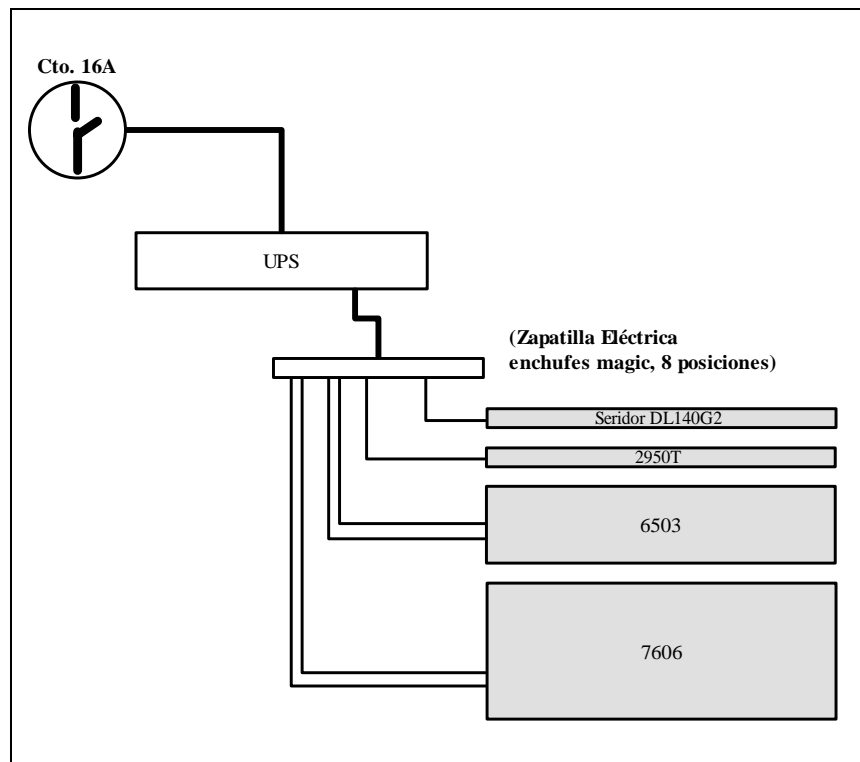 Cto. 16A
UPS
(Zapatilla Eléctrica
enchufes magic, 8 posiciones)
Seridor DL140G2
2950T
6503
7606